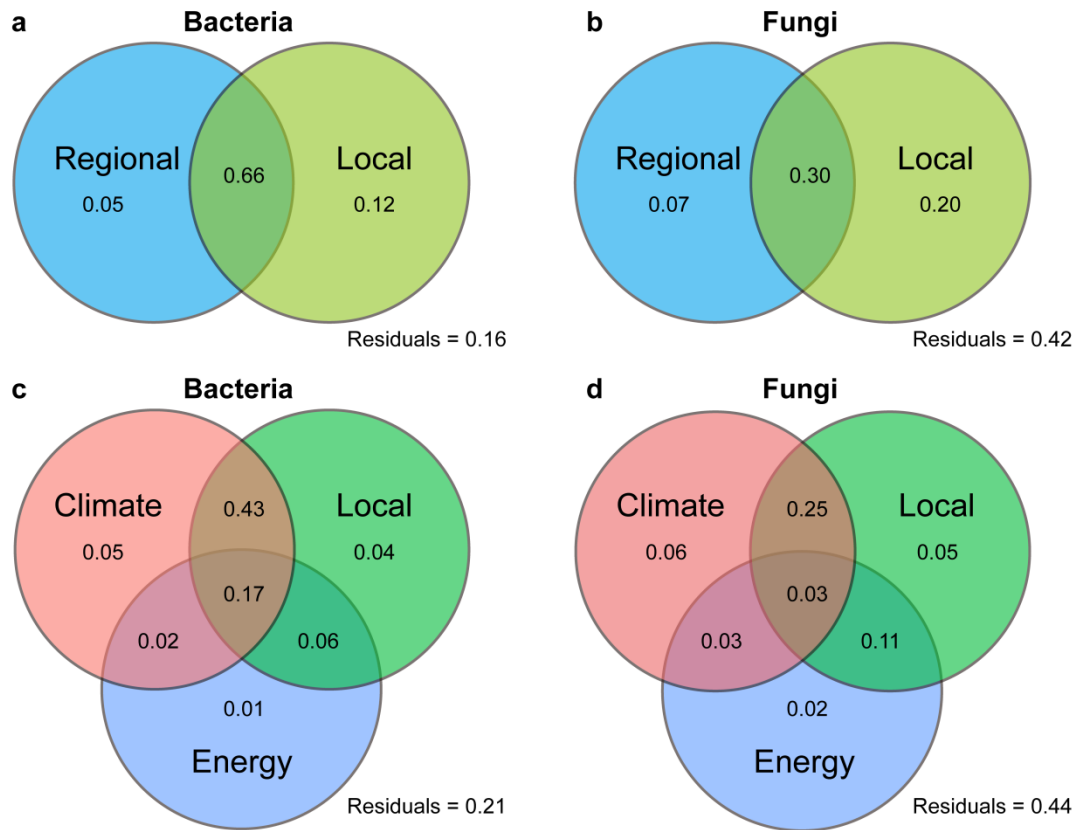 a Bacteria
Regional
0.05
0.66
Local
0.12
Residuals = 0.16
b Fungi
Regional
0.07
0.30
Local
0.20
Residuals = 0.42
c Bacteria
Climate
0.05
0.43
Local
0.04
0.17
0.02
0.06
0.01
Energy
Residuals = 0.21
d Fungi
Climate
0.06
0.25
Local
0.05
0.03
0.03
0.11
0.02
Energy
Residuals = 0.44